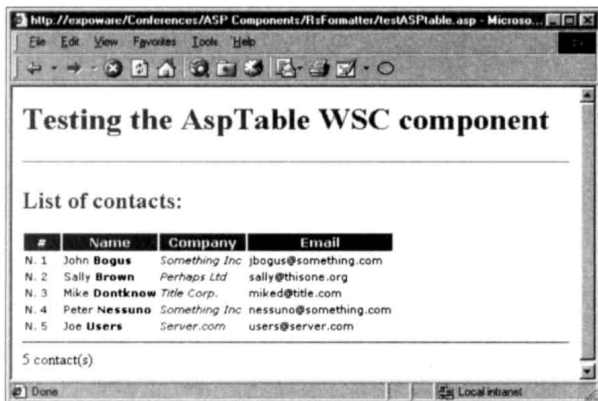 http://expoware/Conferences/ASP Components/RsFormatter/testASPtable.asp - Microso...
File Edit View Favorites Tools Help
Testing the AspTable WSC component
List of contacts:
# Name Company Email
N. 1 John Bogus Something Inc jbogus@something.com
N. 2 Sally Brown Perhaps Ltd sally@thisone.org
N. 3 Mike Dontknow Title Corp. miked@title.com
N. 4 Peter Nessuno Something Inc nessuno@something.com
N. 5 Joe Users Server.com users@server.com
5 contact(s)
Done Local intranet